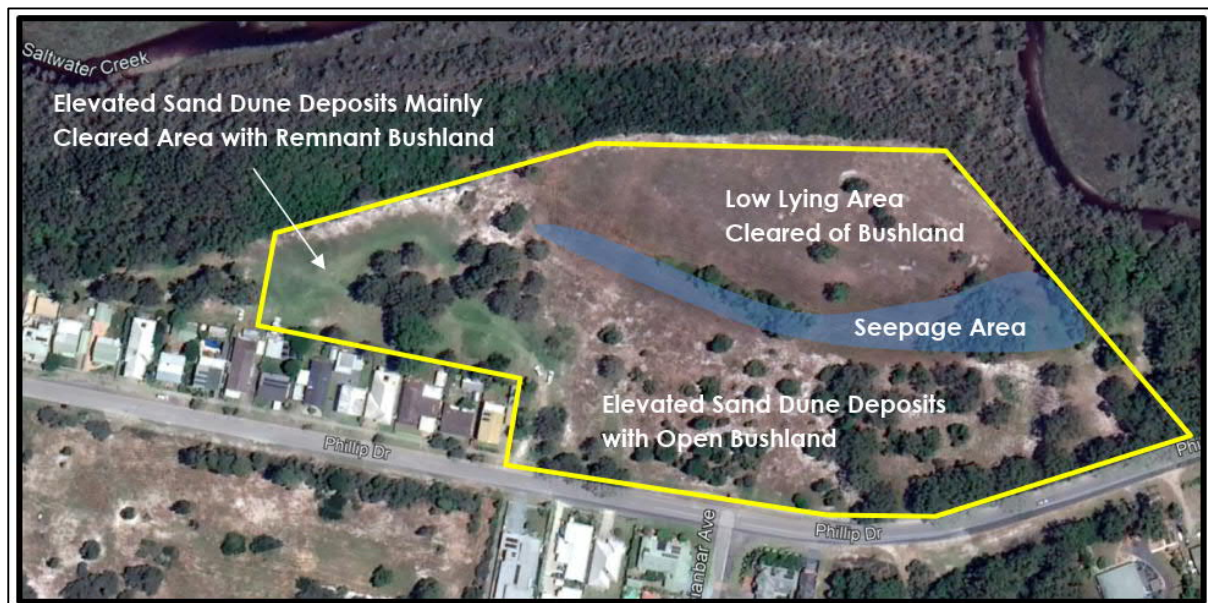 Saltwater Creek
Elevated Sand Dune Deposits Mainly
Cleared Area with Remnant Bushland
Low Lying Area
Cleared of Bushland
Seepage Area
Elevated Sand Dune Deposits
with Open Bushland
Phillip Dr
Phillip Dr